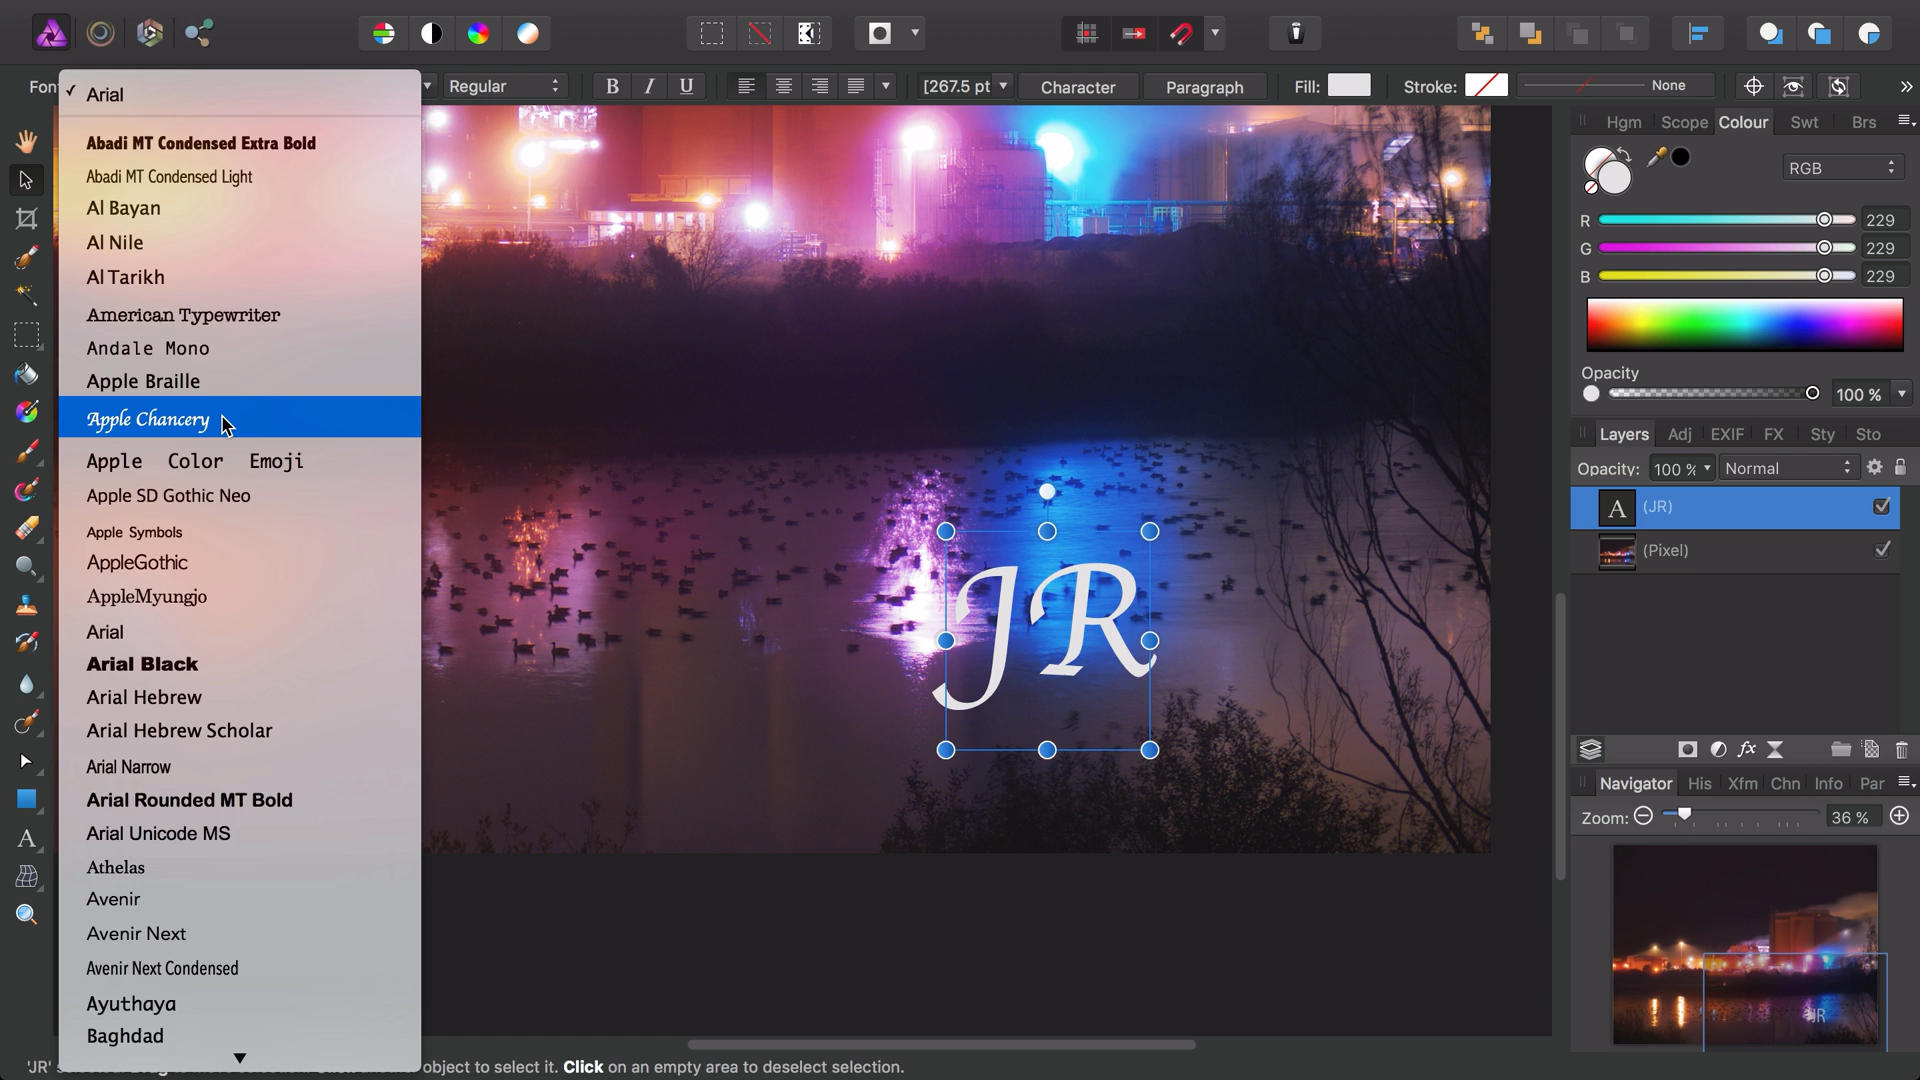 Regular
B I U
[267.5 pt
Character
Paragraph
Fill:
Stroke:
None
»
Arial
Abadi MT Condensed Extra Bold
Abadi MT Condensed Light
Al Bayan
Al Nile
Al Tarikh
American Typewriter
Andale Mono
Apple Braille
Apple Chancery
Apple Color Emoji
Apple SD Gothic Neo
Apple Symbols
AppleGothic
AppleMyungjo
Arial
Arial Black
Arial Hebrew
Arial Hebrew Scholar
Arial Narrow
Arial Rounded MT Bold
Arial Unicode MS
Athelas
Avenir
Avenir Next
Avenir Next Condensed
Ayuthaya
Baghdad
JR
Hgm Scope Colour Swt Brs
RGB
R 229
G 229
B 229
Opacity
100 %
Layers Adj EXIF FX Sty Sto
Opacity: 100 % Normal
A (JR)
(Pixel)
fx
Navigator His Xfm Chn Info Par
Zoom: 36 %
JR
'JR' object to select it. Click on an empty area to deselect selection.